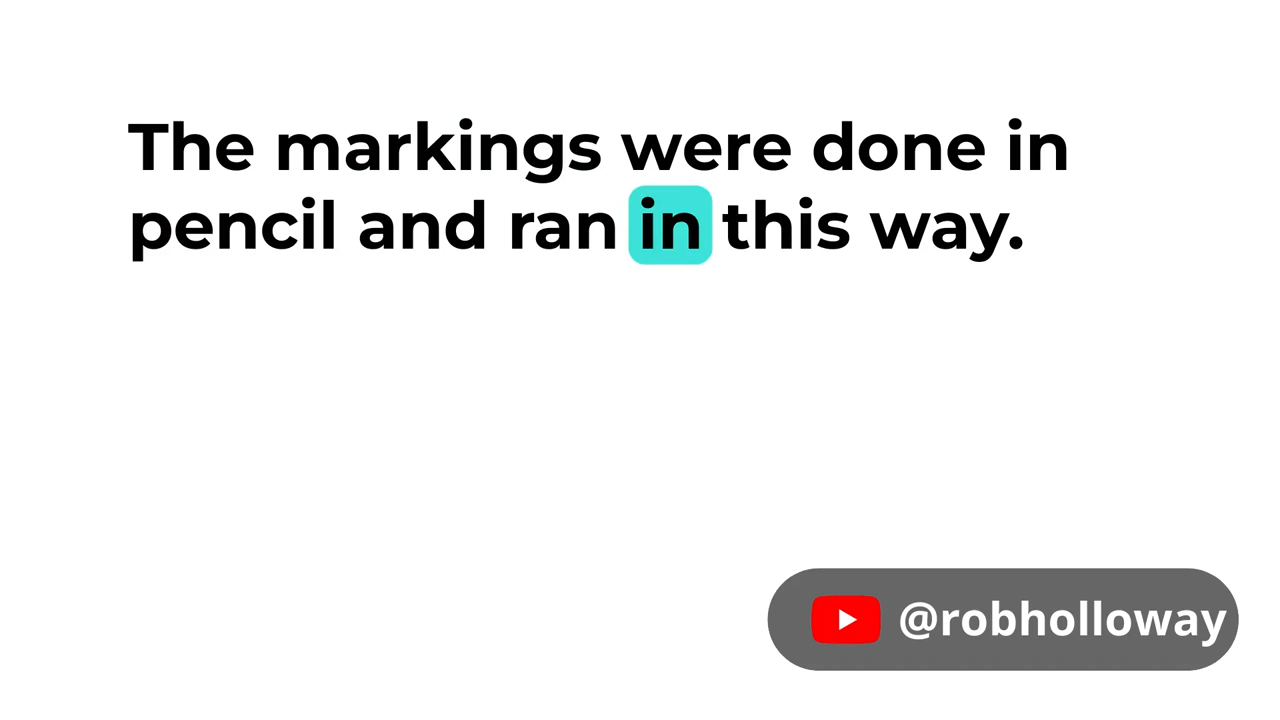 The markings were done in
pencil and ran in this way.
@robholloway